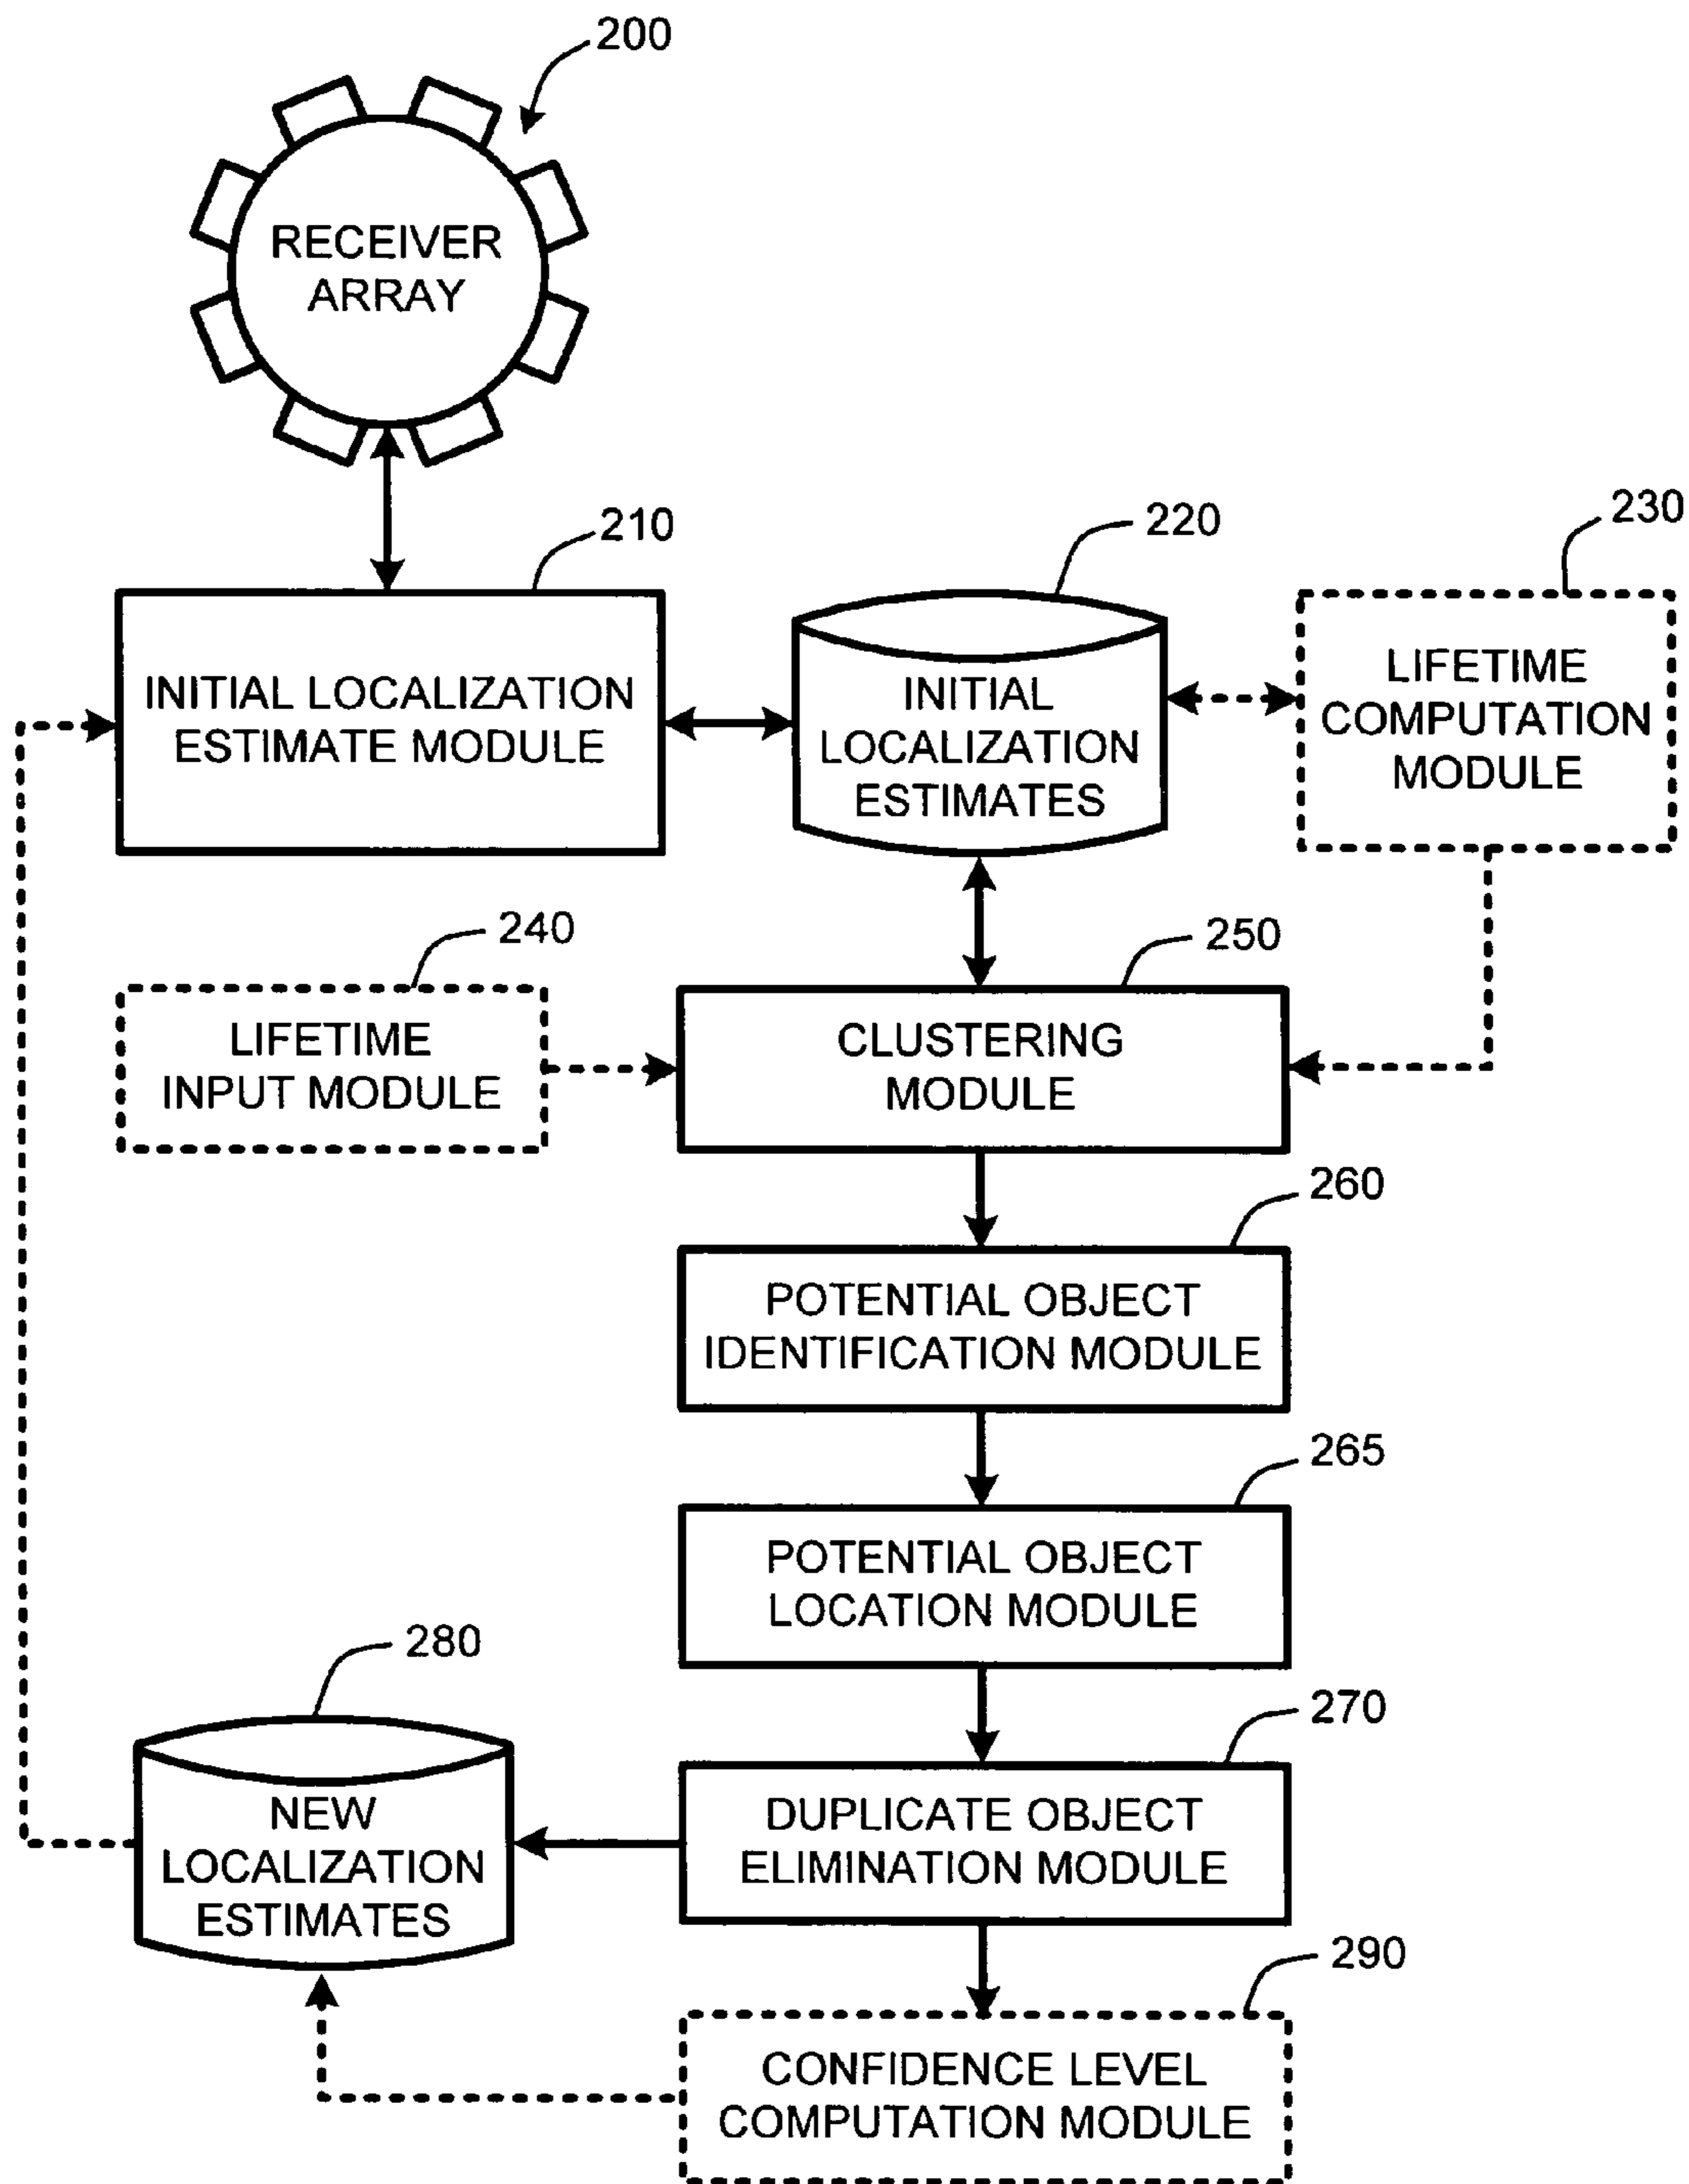 200
RECEIVER
ARRAY
210
220
230
INITIAL LOCALIZATION
ESTIMATE MODULE
INITIAL
LOCALIZATION
ESTIMATES
LIFETIME
COMPUTATION
MODULE
240
250
LIFETIME
INPUT MODULE
CLUSTERING
MODULE
260
POTENTIAL OBJECT
IDENTIFICATION MODULE
265
POTENTIAL OBJECT
LOCATION MODULE
280
270
NEW
LOCALIZATION
ESTIMATES
DUPLICATE OBJECT
ELIMINATION MODULE
290
CONFIDENCE LEVEL
COMPUTATION MODULE